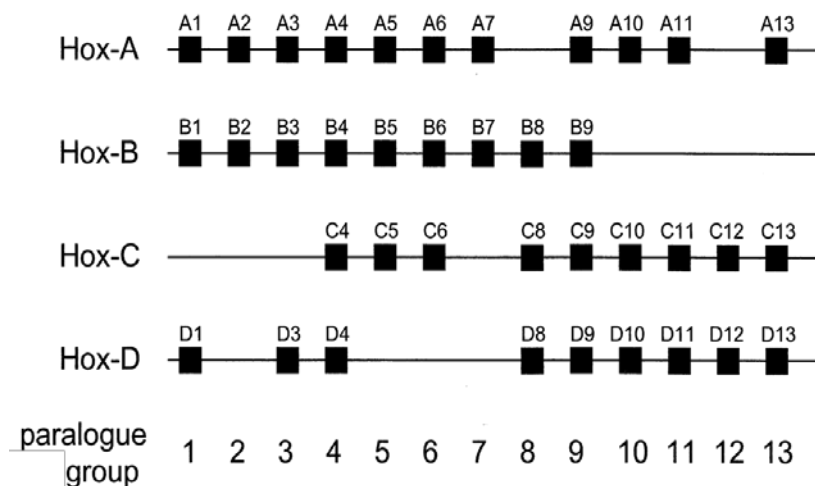 A1 A2 A3 A4 A5 A6 A7 A9 A10 A11 A13
Hox-A
B1 B2 B3 B4 B5 B6 B7 B8 B9
Hox-B
C4 C5 C6 C8 C9 C10 C11 C12 C13
Hox-C
D1 D3 D4 D8 D9 D10 D11 D12 D13
Hox-D
paralogue
group
1 2 3 4 5 6 7 8 9 10 11 12 13